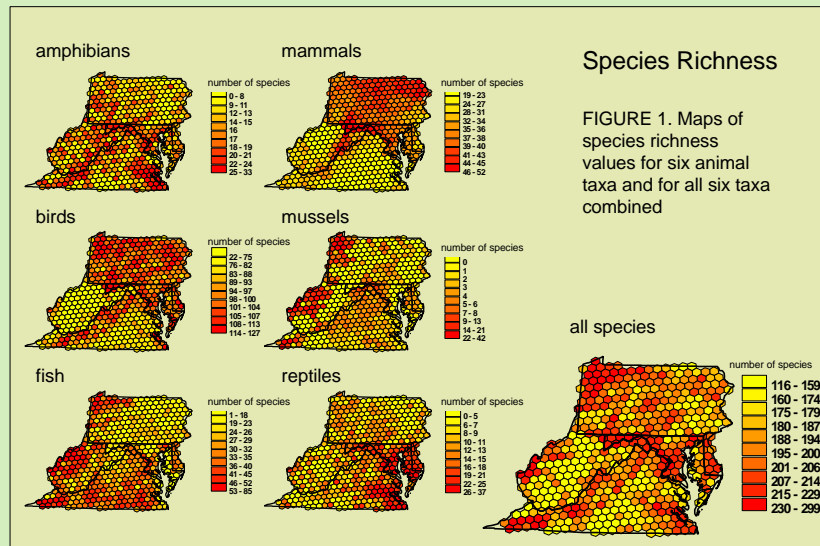 Species Richness
FIGURE 1. Maps of
species richness
values for six animal
taxa and for all six taxa
combined
amphibians
number of species
0 - 8
9 - 11
12 - 13
14 - 15
16
17
18 - 19
20 - 21
22 - 24
25 - 33
mammals
number of species
19 - 23
24 - 27
28 - 31
32 - 34
35 - 36
37 - 38
39 - 40
41 - 43
44 - 45
46 - 52
birds
number of species
22 - 75
76 - 82
83 - 88
89 - 93
94 - 97
98 - 100
101 - 104
105 - 107
108 - 113
114 - 127
mussels
number of species
0
1
2
3
4
5 - 6
7 - 8
9 - 13
14 - 21
22 - 42
fish
number of species
1 - 18
19 - 23
24 - 26
27 - 29
30 - 32
33 - 35
36 - 40
41 - 45
46 - 52
53 - 85
reptiles
number of species
0 - 5
6 - 7
8 - 9
10 - 11
12 - 13
14 - 15
16 - 18
19 - 21
22 - 25
26 - 37
all species
number of species
116 - 159
160 - 174
175 - 179
180 - 187
188 - 194
195 - 200
201 - 206
207 - 214
215 - 229
230 - 299